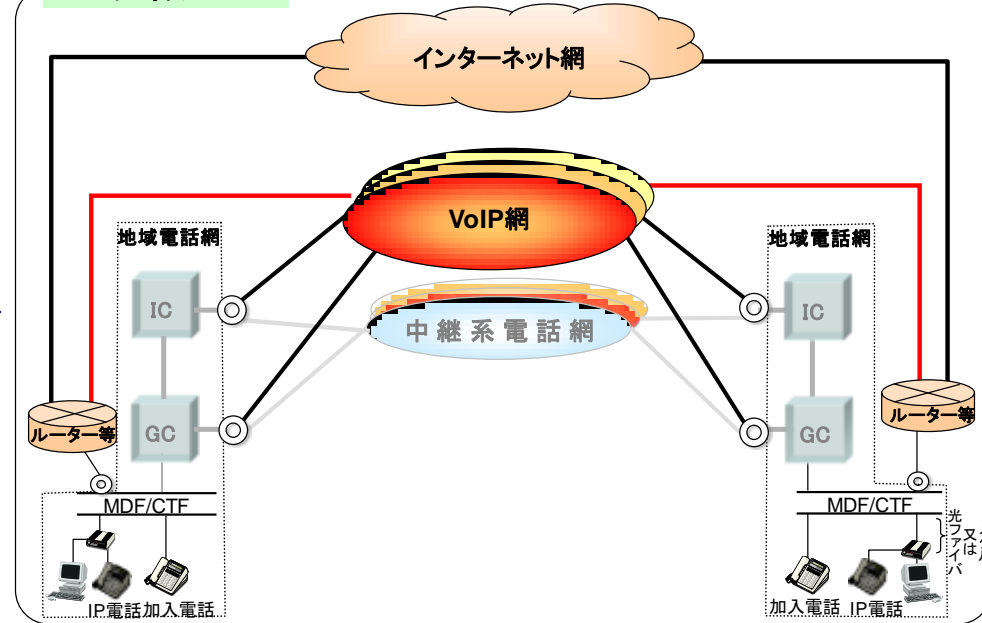 インターネット網
VoIP網
地域電話網
地域電話網
IC
IC
中継系電話網
ルーター等
GC
GC
ルーター等
MDF/CTF
MDF/CTF
光ファイバ
又は
IP電話
加入電話
加入電話
IP電話